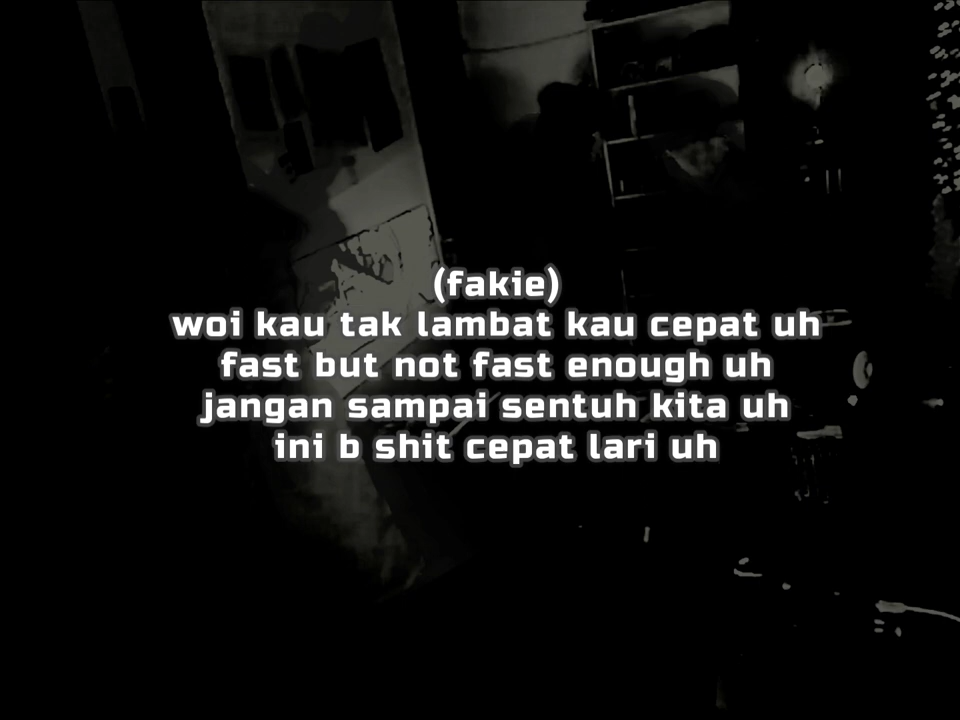 (fakie)
woi kau tak lambat kau cepat uh
fast but not fast enough uh
jangan sampai sentuh kita uh
ini b shit cepat lari uh